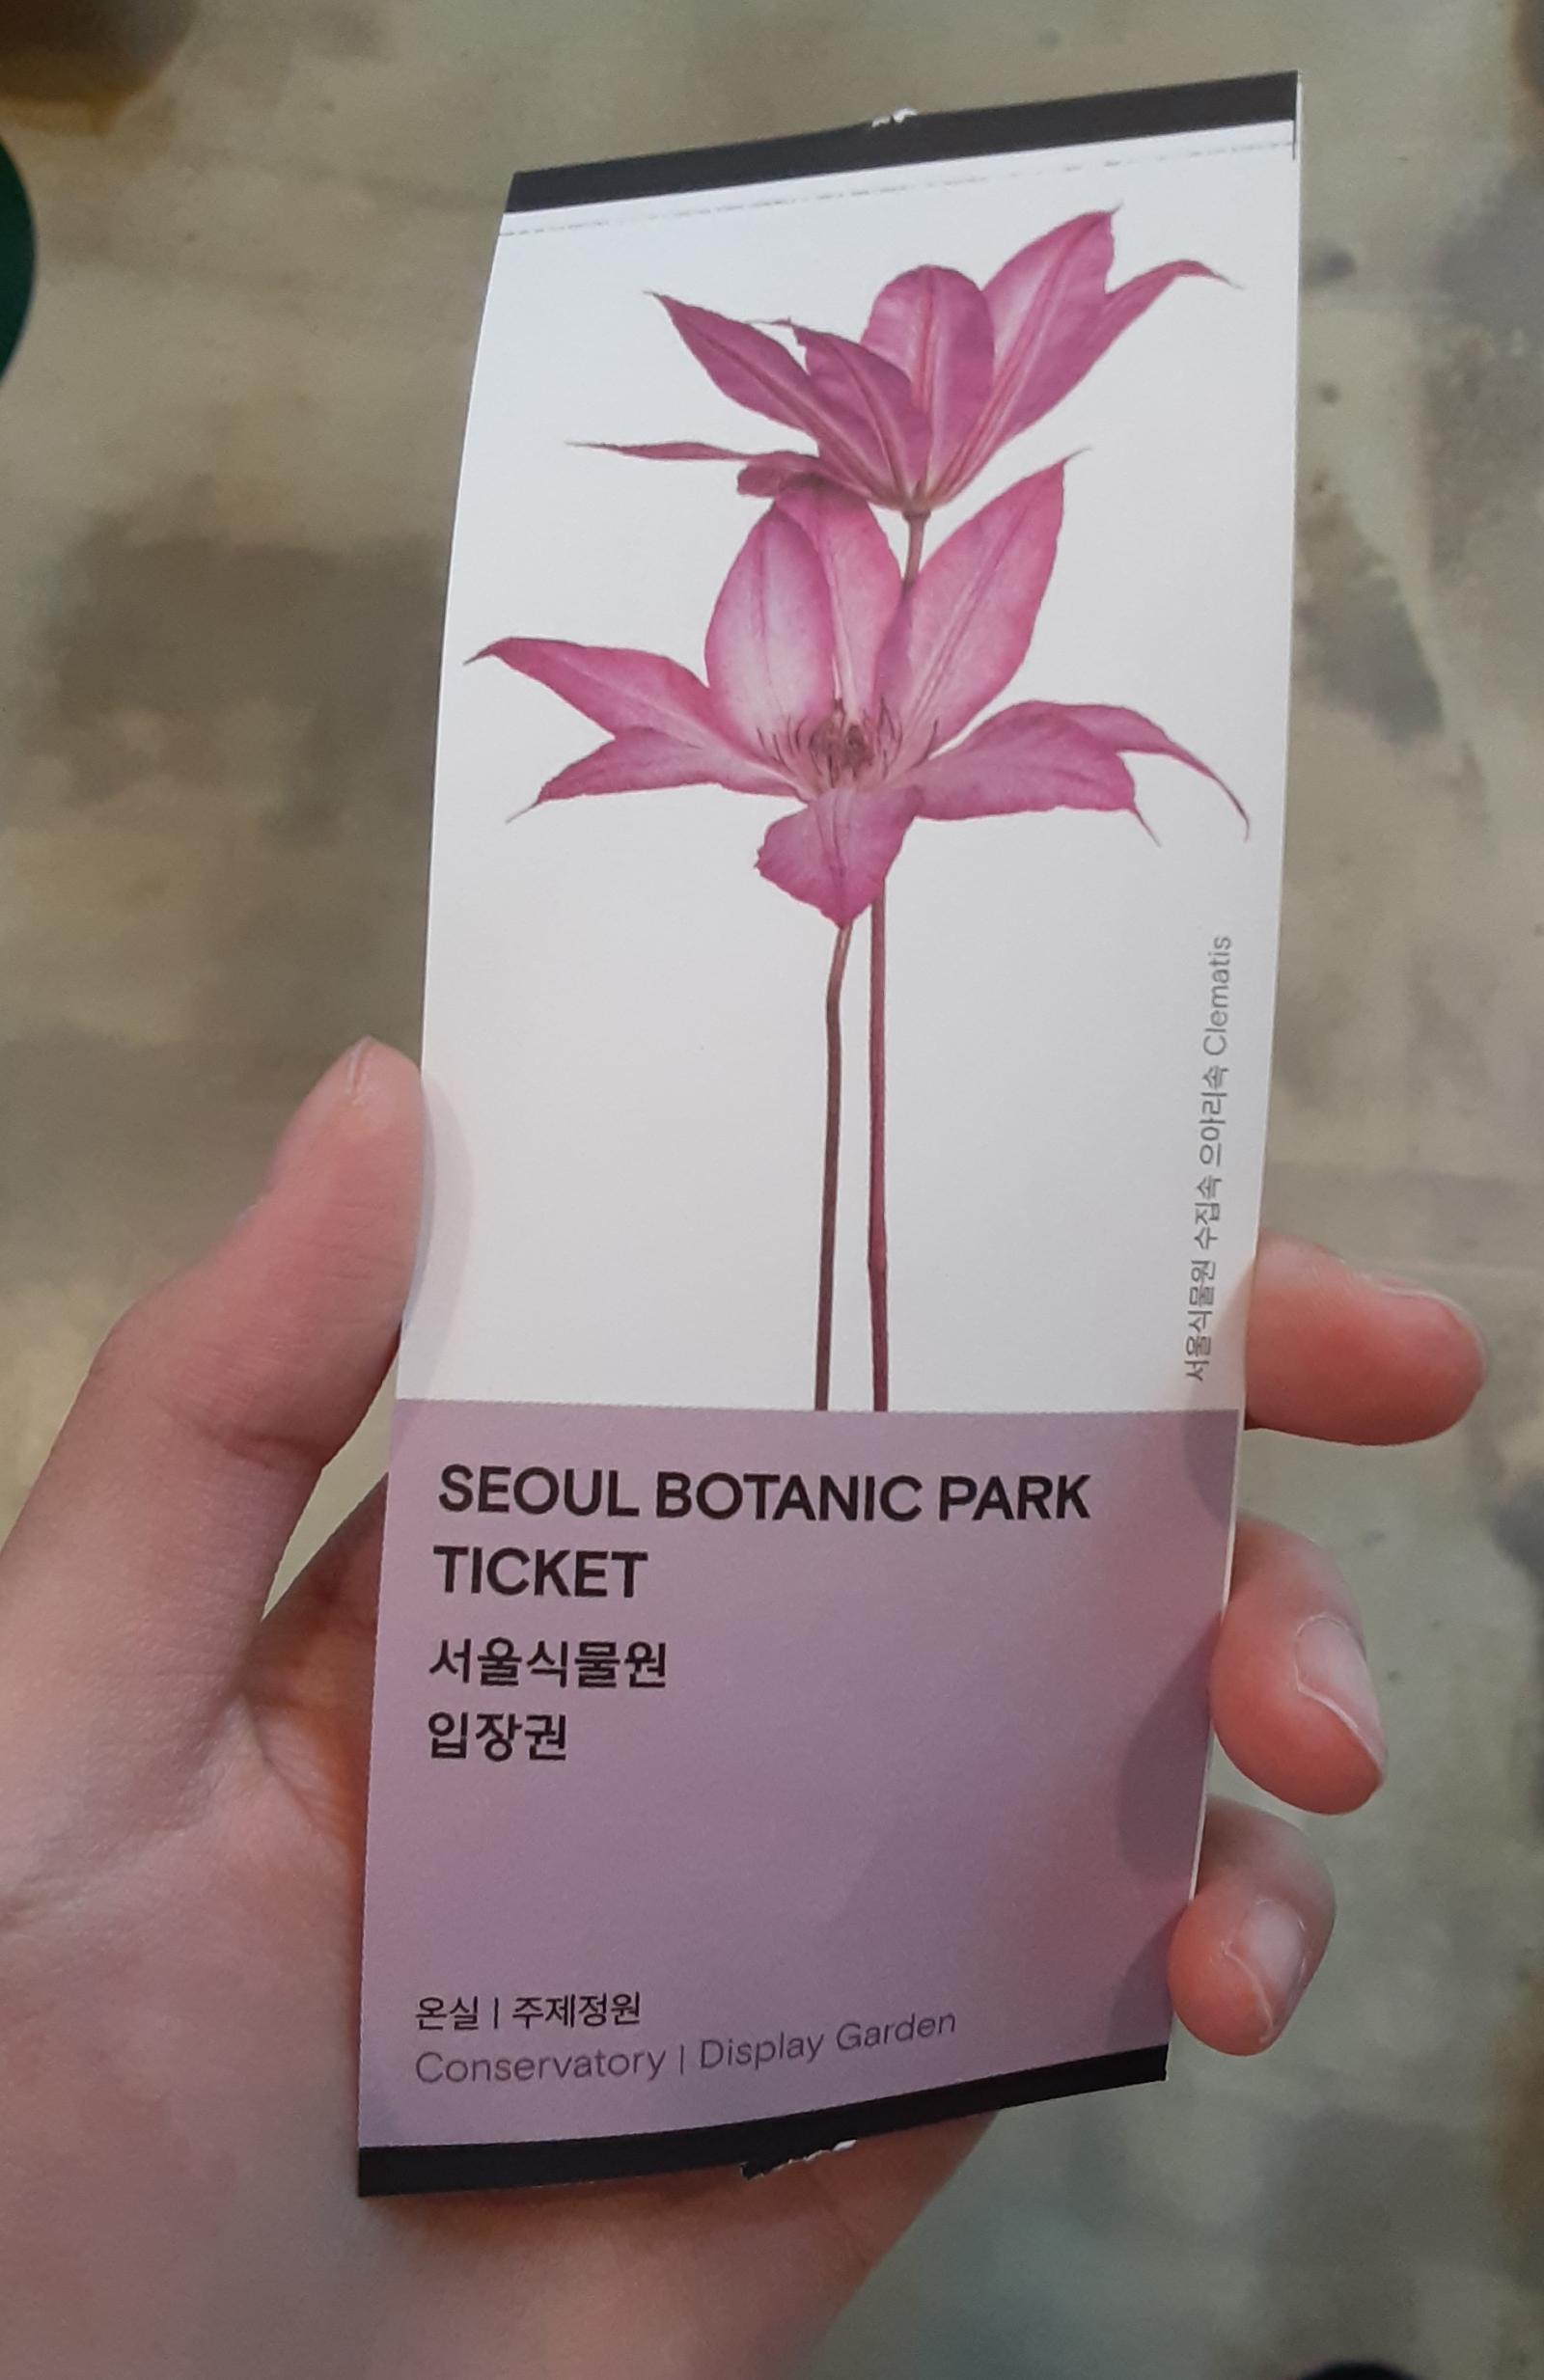 서울식물원 수집속 으아리속 Clematis
SEOUL BOTANIC PARK
TICKET
서울식물원
입장권
온실 | 주제정원
Conservatory | Display Garden